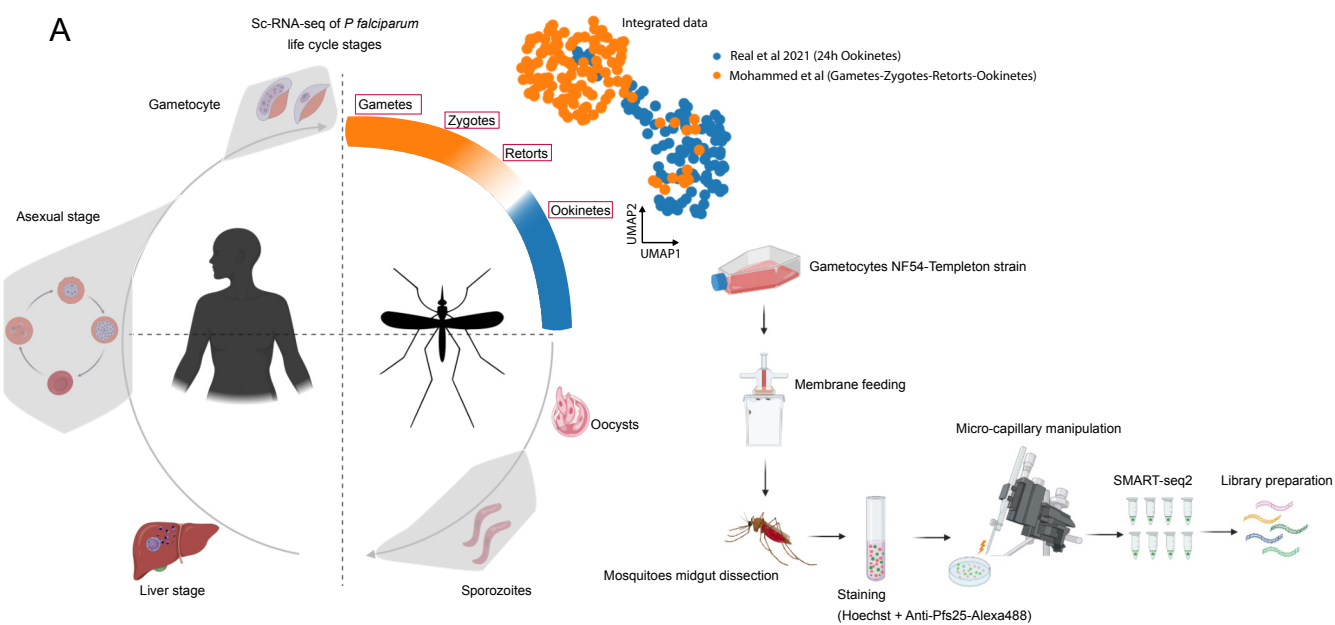 A
Sc-RNA-seq of P falciparum
life cycle stages
Integrated data
Real et al 2021 (24h Ookinetes)
Mohammed et al (Gametes-Zygotes-Retorts-Ookinetes)
Gametocyte
Gametes
Zygotes
Retorts
Ookinetes
Asexual stage
UMAP2
UMAP1
Gametocytes NF54-Templeton strain
Membrane feeding
Oocysts
Micro-capillary manipulation
SMART-seq2
Library preparation
Mosquitoes midgut dissection
Liver stage
Sporozoites
Staining
(Hoechst + Anti-Pfs25-Alexa488)